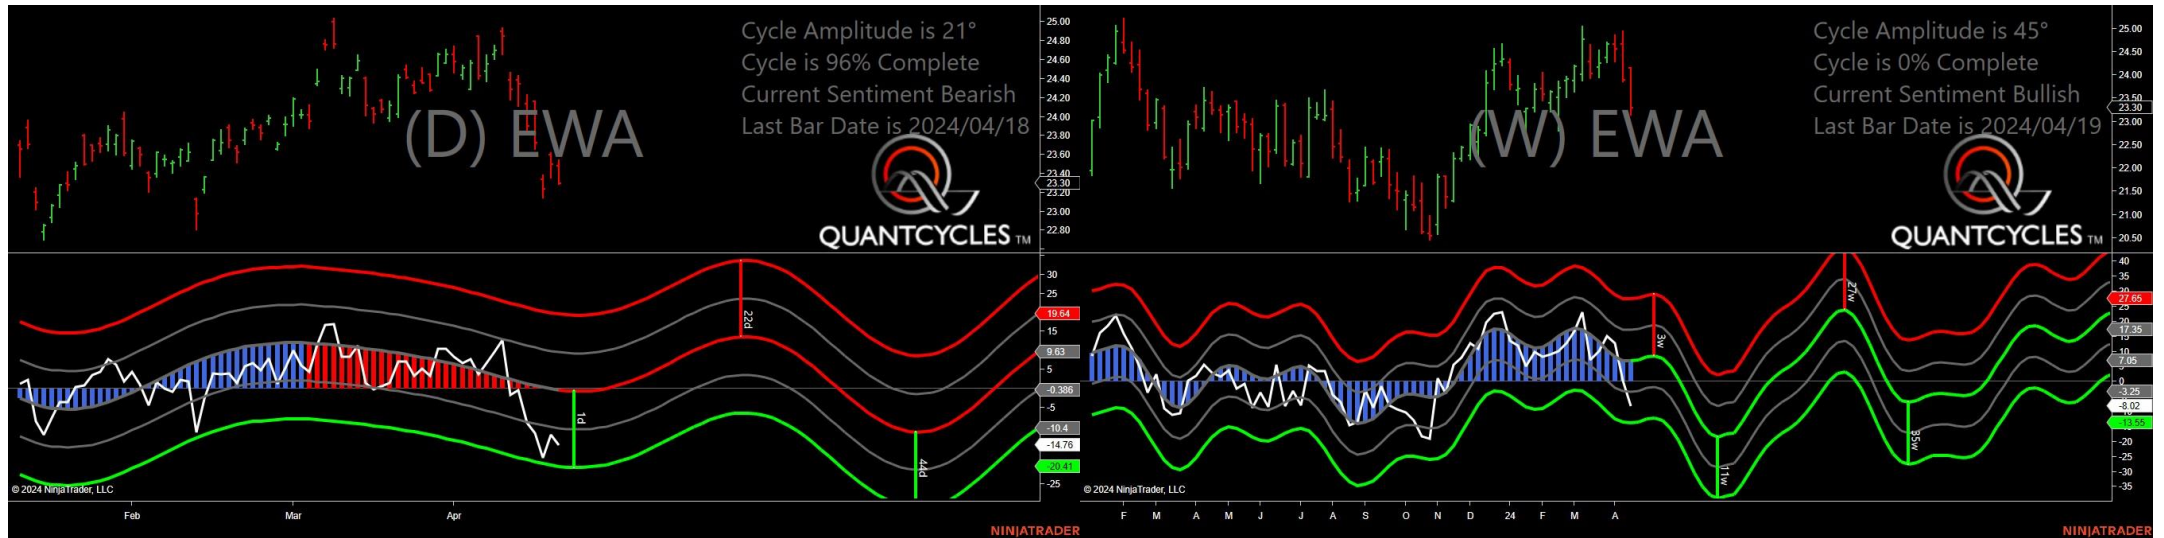 Cycle Amplitude is 21°
Cycle is 96% Complete
Current Sentiment Bearish
Last Bar Date is 2024/04/18
(D) EWA
QUANTCYCLES TM
25.00
24.80
24.60
24.40
24.20
24.00
23.80
23.60
23.40
23.30
23.20
23.00
22.80
30
25
19.64
15
9.63
5
-0.386
-5
-10.4
-14.76
-20.41
-25
22d
1d
44d
© 2024 NinjaTrader, LLC
Feb Mar Apr
NINJATRADER
Cycle Amplitude is 45°
Cycle is 0% Complete
Current Sentiment Bullish
Last Bar Date is 2024/04/19
(W) EWA
QUANTCYCLES TM
25.00
24.50
24.00
23.50
23.30
23.00
22.50
22.00
21.50
21.00
20.50
40
35
27.65
17.35
10
7.05
0
-3.25
-8.02
-13.55
-20
-25
-30
-35
27w
3w
35w
11w
© 2024 NinjaTrader, LLC
F M A M J J A S O N D 24 F M A
NINJATRADER